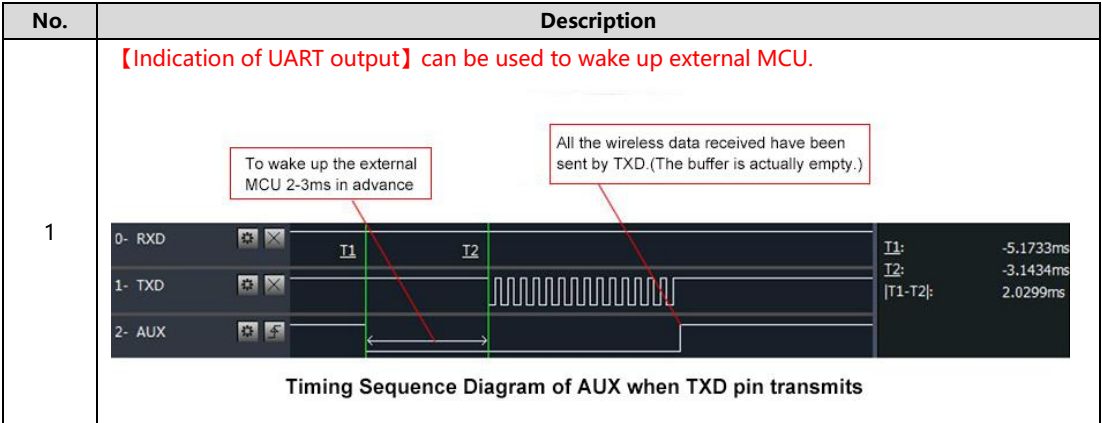 No. Description
【Indication of UART output】 can be used to wake up external MCU.
All the wireless data received have been
sent by TXD.(The buffer is actually empty.)
To wake up the external
MCU 2-3ms in advance
1
0- RXD
T1 T2
T1: -5.1733ms
T2: -3.1434ms
1- TXD
|T1-T2|: 2.0299ms
2- AUX
Timing Sequence Diagram of AUX when TXD pin transmits